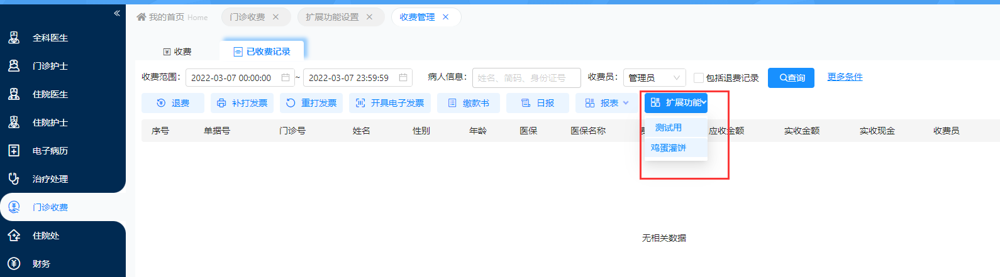 «
我的首页 Home 门诊收费 × 扩展功能设置 × 收费管理 ×
全科医生
门诊护士
住院医生
住院护士
电子病历
治疗处理
门诊收费
住院处
财务
收费 已收费记录
收费范围： 2022-03-07 00:00:00 ~ 2022-03-07 23:59:59 病人信息： 姓名、简码、身份证号 收费员： 管理员 包括退费记录 查询 更多条件
退费 补打发票 重打发票 开具电子发票 缴款书 日报 报表 扩展功能
序号 单据号 门诊号 姓名 性别 年龄 医保 医保名称 应收金额 实收金额 实收现金 收费员
测试用
鸡蛋灌饼
无相关数据